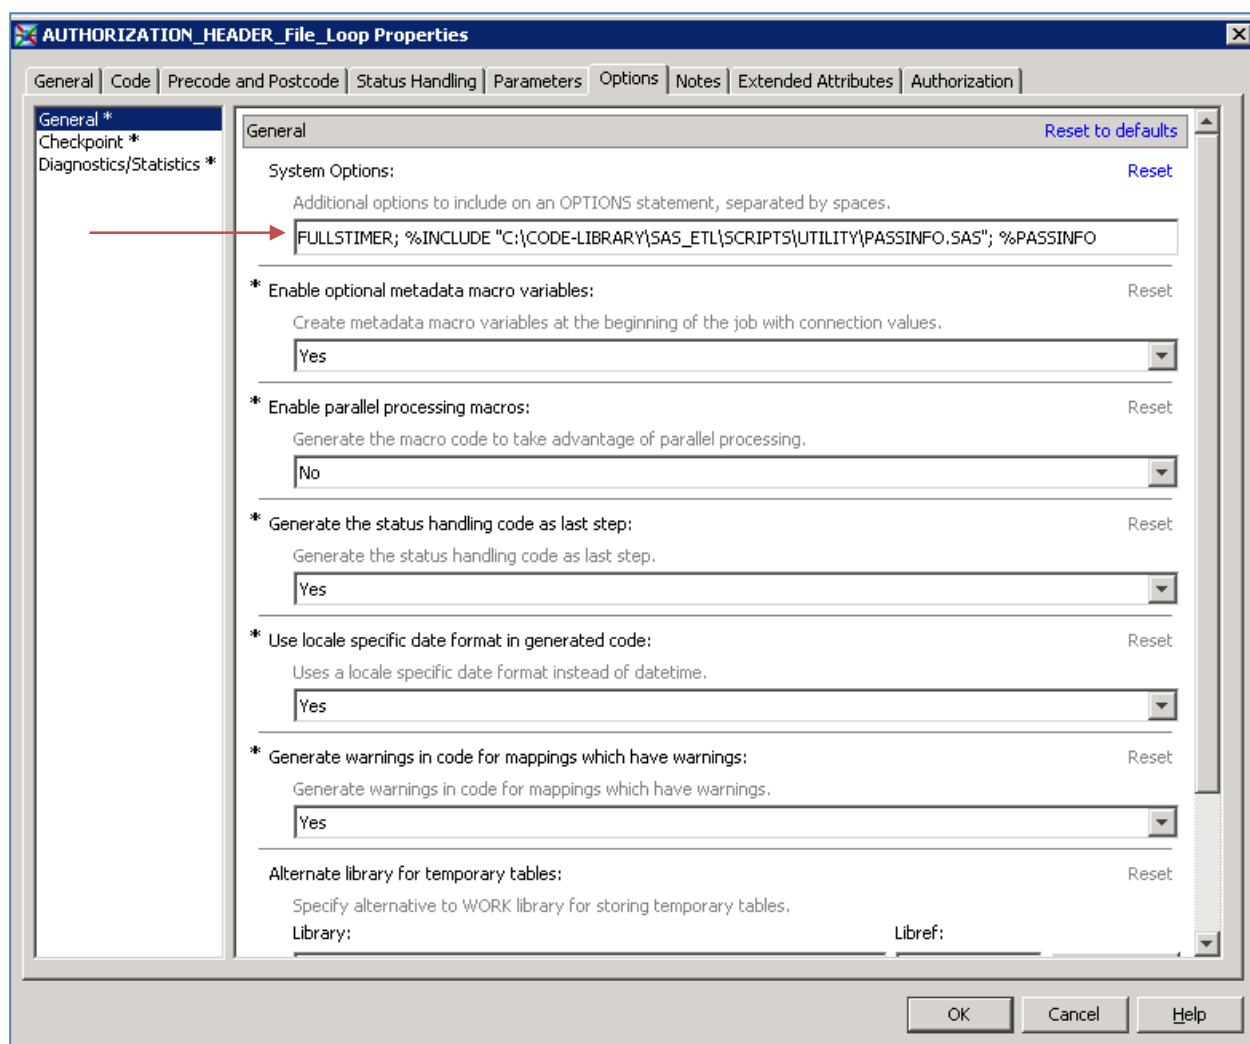 AUTHORIZATION_HEADER_File_Loop Properties
General Code Precode and Postcode Status Handling Parameters Options Notes Extended Attributes Authorization
General *
Checkpoint *
Diagnostics/Statistics *
General Reset to defaults
System Options: Reset
Additional options to include on an OPTIONS statement, separated by spaces.
FULLSTIMER; %INCLUDE "C:\CODE-LIBRARY\SAS_ETL\SCRIPTS\UTILITY\PASSINFO.SAS"; %PASSINFO
* Enable optional metadata macro variables: Reset
Create metadata macro variables at the beginning of the job with connection values.
Yes
* Enable parallel processing macros: Reset
Generate the macro code to take advantage of parallel processing.
No
* Generate the status handling code as last step: Reset
Generate the status handling code as last step.
Yes
* Use locale specific date format in generated code: Reset
Uses a locale specific date format instead of datetime.
Yes
* Generate warnings in code for mappings which have warnings: Reset
Generate warnings in code for mappings which have warnings.
Yes
Alternate library for temporary tables: Reset
Specify alternative to WORK library for storing temporary tables.
Library: Libref:
OK Cancel Help